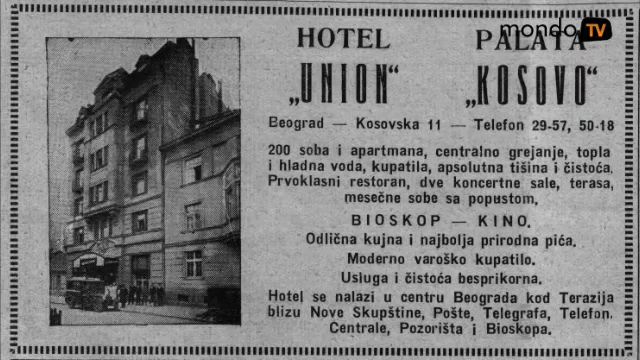 mondo TV
HOTEL PALATA
„UNION“ „KOSOVO“
Beograd — Kosovska 11 — Telefon 29-57, 50-18
200 soba i apartmana, centralno grejanje, topla
i hladna voda, kupatila, apsolutna tišina i čistoća.
Prvoklasni restoran, dve koncertne sale, terasa,
mesečne sobe sa popustom.
BIOSKOP — KINO.
Odlična kujna i najbolja prirodna pića.
Moderno varoško kupatilo.
Usluga i čistoća besprikorna.
Hotel se nalazi u centru Beograda kod Terazija
blizu Nove Skupštine, Pošte, Telegrafa, Telefon.
Centrale, Pozorišta i Bioskopa.